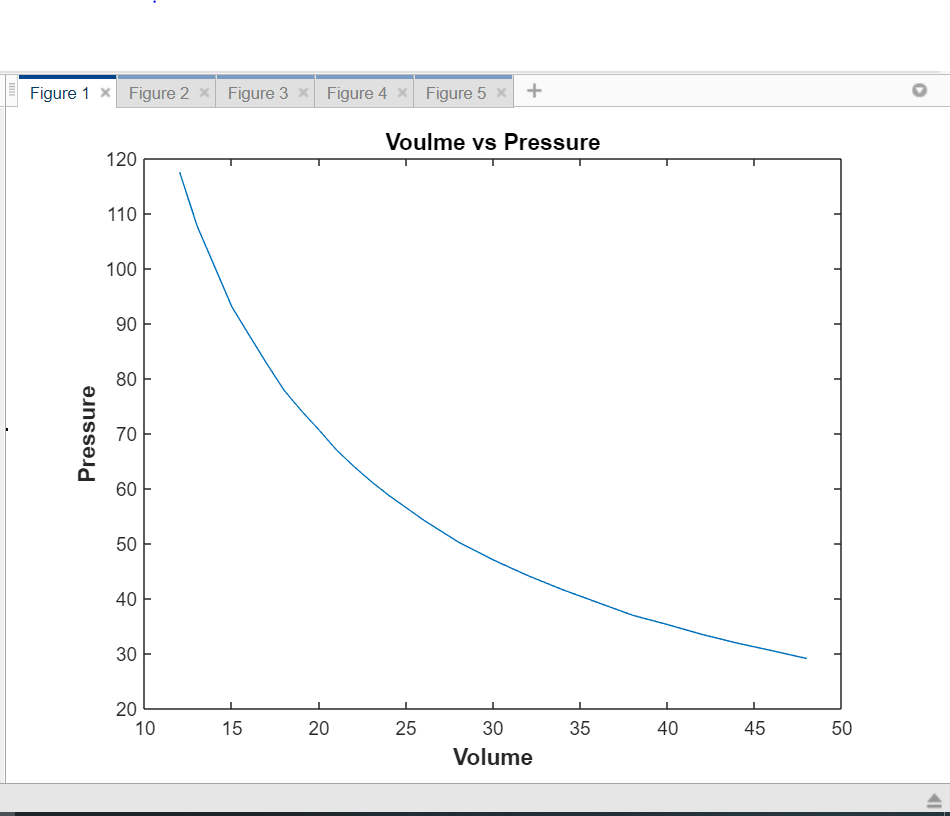 Figure 1 × Figure 2 × Figure 3 × Figure 4 × Figure 5 × +
Voulme vs Pressure
120
110
100
90
80
70
60
50
40
30
20
Pressure
10 15 20 25 30 35 40 45 50
Volume